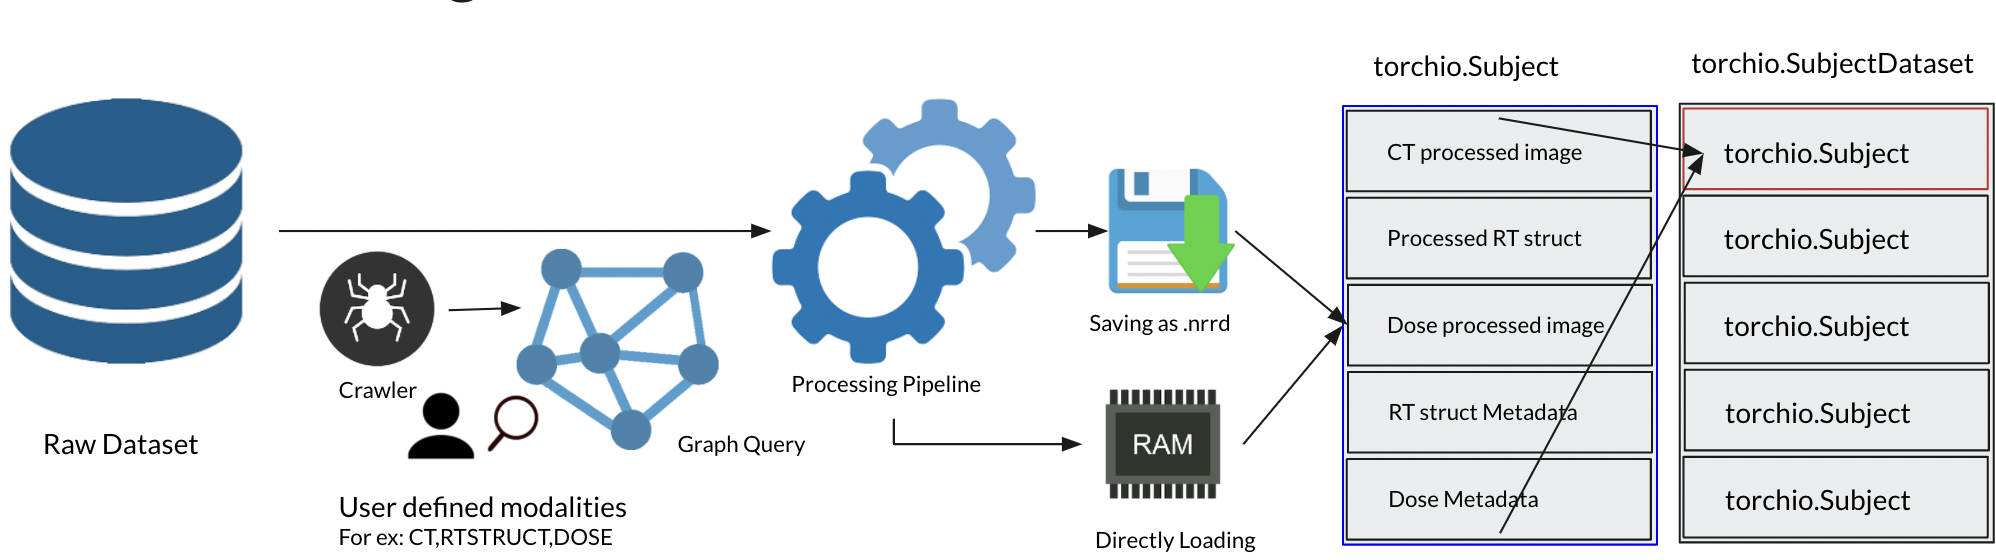 Raw Dataset
Crawler
User defined modalities
For ex: CT,RTSTRUCT,DOSE
Graph Query
Processing Pipeline
Saving as .nrrd
RAM
Directly Loading
torchio.Subject
CT processed image
Processed RT struct
Dose processed image
RT struct Metadata
Dose Metadata
torchio.SubjectDataset
torchio.Subject
torchio.Subject
torchio.Subject
torchio.Subject
torchio.Subject